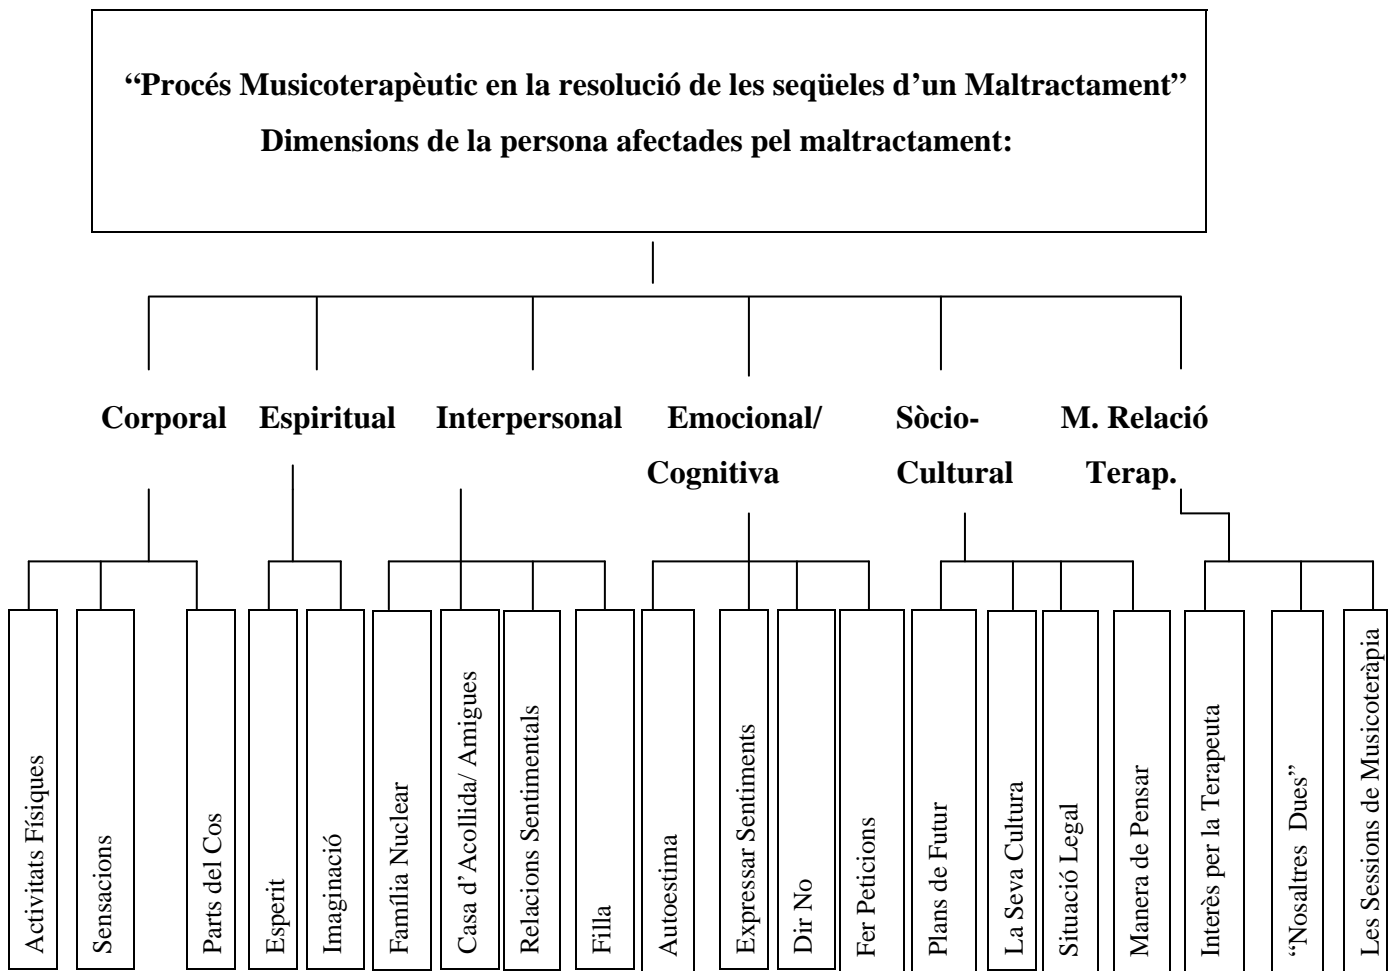 “Procés Musicoterapèutic en la resolució de les seqüeles d’un Maltractament”
Dimensions de la persona afectades pel maltractament:
Corporal
Espiritual
Interpersonal
Emocional/
Cognitiva
Sòcio-
Cultural
M. Relació
Terap.
Activitats Físiques
Sensacions
Parts del Cos
Esperit
Imaginació
Família Nuclear
Casa d’Acollida/ Amigues
Relacions Sentimentals
Filla
Autoestima
Expressar Sentiments
Dir No
Fer Peticions
Plans de Futur
La Seva Cultura
Situació Legal
Manera de Pensar
Interès per la Terapeuta
“Nosaltres Dues”
Les Sessions de Musicoteràpia